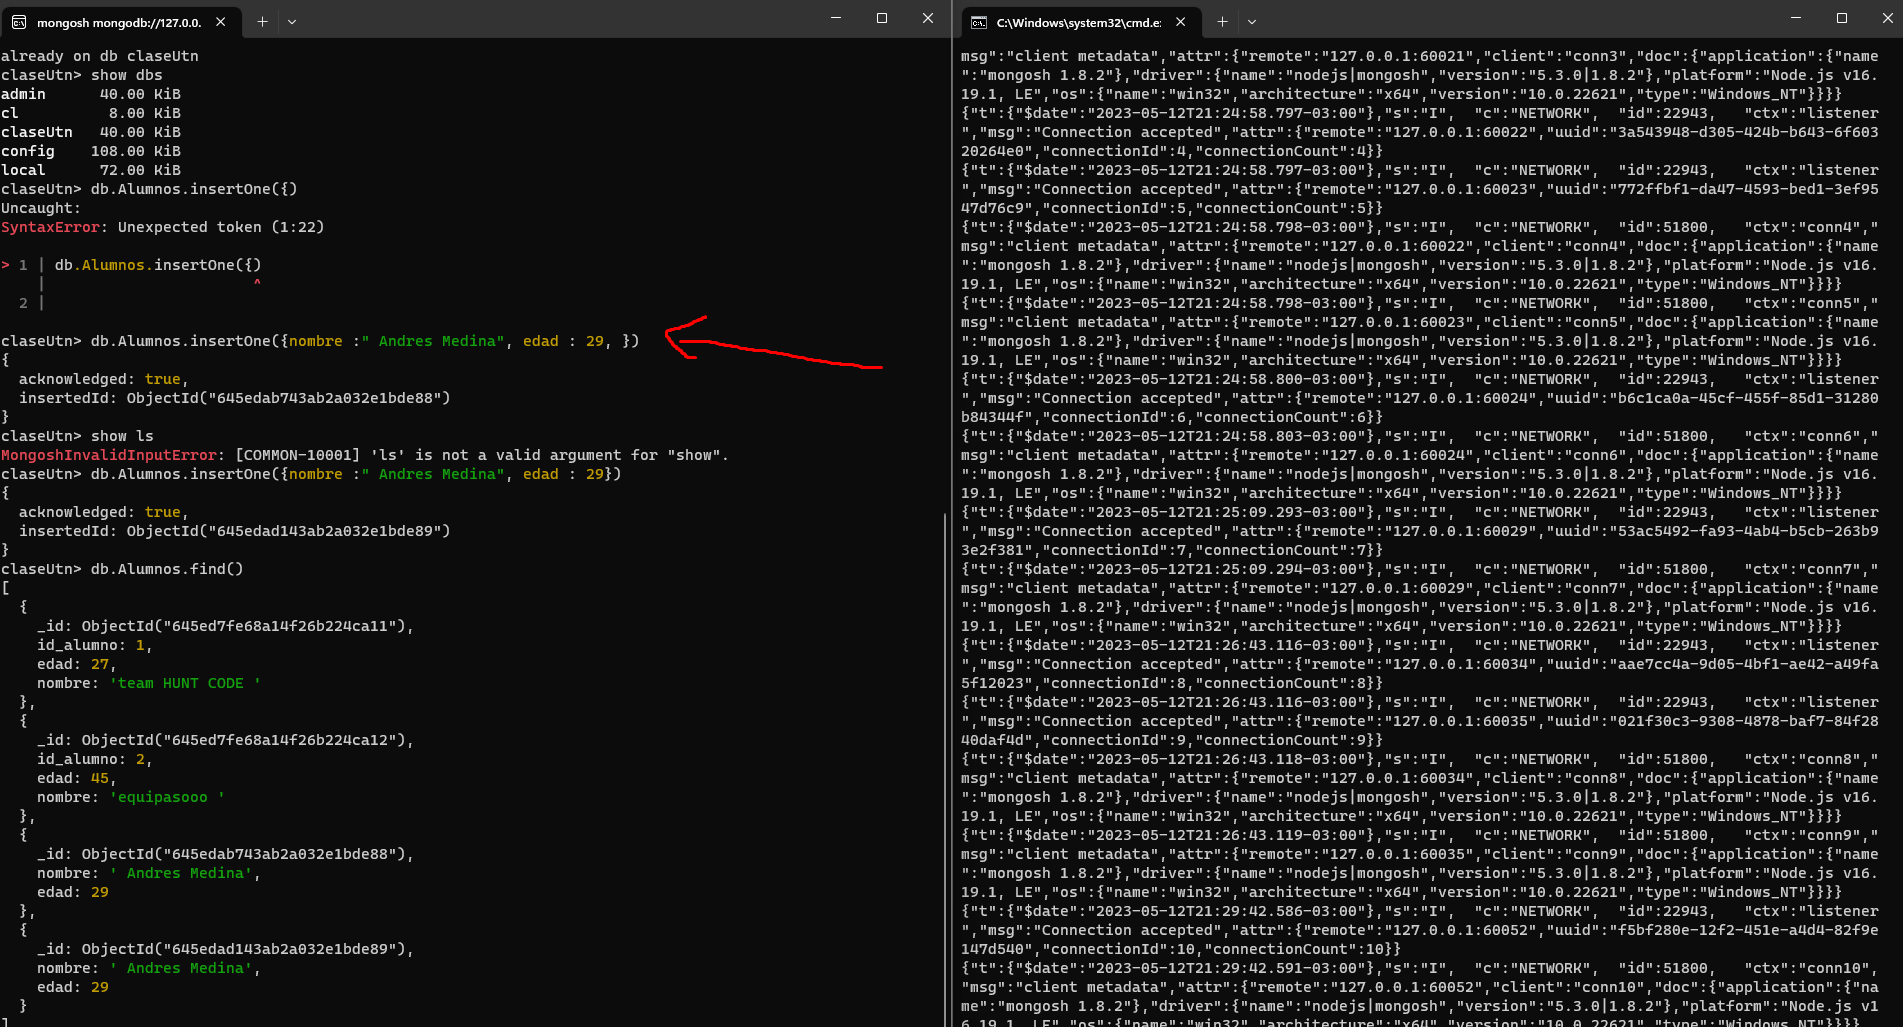 mongosh mongodb://127.0.0.
already on db claseUtn
claseUtn> show dbs
admin      40.00 KiB
cl          8.00 KiB
claseUtn   40.00 KiB
config    108.00 KiB
local      72.00 KiB
claseUtn> db.Alumnos.insertOne({)
Uncaught:
SyntaxError: Unexpected token (1:22)
> 1 | db.Alumnos.insertOne({)
    |                       ^
  2 |
claseUtn> db.Alumnos.insertOne({nombre :" Andres Medina", edad : 29, })
{
  acknowledged: true,
  insertedId: ObjectId("645edab743ab2a032e1bde88")
}
claseUtn> show ls
MongoshInvalidInputError: [COMMON-10001] 'ls' is not a valid argument for "show".
claseUtn> db.Alumnos.insertOne({nombre :" Andres Medina", edad : 29})
{
  acknowledged: true,
  insertedId: ObjectId("645edad143ab2a032e1bde89")
}
claseUtn> db.Alumnos.find()
[
  {
    _id: ObjectId("645ed7fe68a14f26b224ca11"),
    id_alumno: 1,
    edad: 27,
    nombre: 'team HUNT CODE '
  },
  {
    _id: ObjectId("645ed7fe68a14f26b224ca12"),
    id_alumno: 2,
    edad: 45,
    nombre: 'equipasooo '
  },
  {
    _id: ObjectId("645edab743ab2a032e1bde88"),
    nombre: ' Andres Medina',
    edad: 29
  },
  {
    _id: ObjectId("645edad143ab2a032e1bde89"),
    nombre: ' Andres Medina',
    edad: 29
  }
]
C:\Windows\system32\cmd.e:
msg":"client metadata","attr":{"remote":"127.0.0.1:60021","client":"conn3","doc":{"application":{"name
":"mongosh 1.8.2"},"driver":{"name":"nodejs|mongosh","version":"5.3.0|1.8.2"},"platform":"Node.js v16.
19.1, LE","os":{"name":"win32","architecture":"x64","version":"10.0.22621","type":"Windows_NT"}}}}
{"t":{"$date":"2023-05-12T21:24:58.797-03:00"},"s":"I",  "c":"NETWORK",  "id":22943,   "ctx":"listener
","msg":"Connection accepted","attr":{"remote":"127.0.0.1:60022","uuid":"3a543948-d305-424b-b643-6f603
20264e0","connectionId":4,"connectionCount":4}}
{"t":{"$date":"2023-05-12T21:24:58.797-03:00"},"s":"I",  "c":"NETWORK",  "id":22943,   "ctx":"listener
","msg":"Connection accepted","attr":{"remote":"127.0.0.1:60023","uuid":"772ffbf1-da47-4593-bed1-3ef95
47d76c9","connectionId":5,"connectionCount":5}}
{"t":{"$date":"2023-05-12T21:24:58.798-03:00"},"s":"I",  "c":"NETWORK",  "id":51800,   "ctx":"conn4","
msg":"client metadata","attr":{"remote":"127.0.0.1:60022","client":"conn4","doc":{"application":{"name
":"mongosh 1.8.2"},"driver":{"name":"nodejs|mongosh","version":"5.3.0|1.8.2"},"platform":"Node.js v16.
19.1, LE","os":{"name":"win32","architecture":"x64","version":"10.0.22621","type":"Windows_NT"}}}}
{"t":{"$date":"2023-05-12T21:24:58.798-03:00"},"s":"I",  "c":"NETWORK",  "id":51800,   "ctx":"conn5","
msg":"client metadata","attr":{"remote":"127.0.0.1:60023","client":"conn5","doc":{"application":{"name
":"mongosh 1.8.2"},"driver":{"name":"nodejs|mongosh","version":"5.3.0|1.8.2"},"platform":"Node.js v16.
19.1, LE","os":{"name":"win32","architecture":"x64","version":"10.0.22621","type":"Windows_NT"}}}}
{"t":{"$date":"2023-05-12T21:24:58.800-03:00"},"s":"I",  "c":"NETWORK",  "id":22943,   "ctx":"listener
","msg":"Connection accepted","attr":{"remote":"127.0.0.1:60024","uuid":"b6c1ca0a-45cf-455f-85d1-31280
b84344f","connectionId":6,"connectionCount":6}}
{"t":{"$date":"2023-05-12T21:24:58.803-03:00"},"s":"I",  "c":"NETWORK",  "id":51800,   "ctx":"conn6","
msg":"client metadata","attr":{"remote":"127.0.0.1:60024","client":"conn6","doc":{"application":{"name
":"mongosh 1.8.2"},"driver":{"name":"nodejs|mongosh","version":"5.3.0|1.8.2"},"platform":"Node.js v16.
19.1, LE","os":{"name":"win32","architecture":"x64","version":"10.0.22621","type":"Windows_NT"}}}}
{"t":{"$date":"2023-05-12T21:25:09.293-03:00"},"s":"I",  "c":"NETWORK",  "id":22943,   "ctx":"listener
","msg":"Connection accepted","attr":{"remote":"127.0.0.1:60029","uuid":"53ac5492-fa93-4ab4-b5cb-263b9
3e2f381","connectionId":7,"connectionCount":7}}
{"t":{"$date":"2023-05-12T21:25:09.294-03:00"},"s":"I",  "c":"NETWORK",  "id":51800,   "ctx":"conn7","
msg":"client metadata","attr":{"remote":"127.0.0.1:60029","client":"conn7","doc":{"application":{"name
":"mongosh 1.8.2"},"driver":{"name":"nodejs|mongosh","version":"5.3.0|1.8.2"},"platform":"Node.js v16.
19.1, LE","os":{"name":"win32","architecture":"x64","version":"10.0.22621","type":"Windows_NT"}}}}
{"t":{"$date":"2023-05-12T21:26:43.116-03:00"},"s":"I",  "c":"NETWORK",  "id":22943,   "ctx":"listener
","msg":"Connection accepted","attr":{"remote":"127.0.0.1:60034","uuid":"aae7cc4a-9d05-4bf1-ae42-a49fa
5f12023","connectionId":8,"connectionCount":8}}
{"t":{"$date":"2023-05-12T21:26:43.116-03:00"},"s":"I",  "c":"NETWORK",  "id":22943,   "ctx":"listener
","msg":"Connection accepted","attr":{"remote":"127.0.0.1:60035","uuid":"021f30c3-9308-4878-baf7-84f28
40daf4d","connectionId":9,"connectionCount":9}}
{"t":{"$date":"2023-05-12T21:26:43.118-03:00"},"s":"I",  "c":"NETWORK",  "id":51800,   "ctx":"conn8","
msg":"client metadata","attr":{"remote":"127.0.0.1:60034","client":"conn8","doc":{"application":{"name
":"mongosh 1.8.2"},"driver":{"name":"nodejs|mongosh","version":"5.3.0|1.8.2"},"platform":"Node.js v16.
19.1, LE","os":{"name":"win32","architecture":"x64","version":"10.0.22621","type":"Windows_NT"}}}}
{"t":{"$date":"2023-05-12T21:26:43.119-03:00"},"s":"I",  "c":"NETWORK",  "id":51800,   "ctx":"conn9","
msg":"client metadata","attr":{"remote":"127.0.0.1:60035","client":"conn9","doc":{"application":{"name
":"mongosh 1.8.2"},"driver":{"name":"nodejs|mongosh","version":"5.3.0|1.8.2"},"platform":"Node.js v16.
19.1, LE","os":{"name":"win32","architecture":"x64","version":"10.0.22621","type":"Windows_NT"}}}}
{"t":{"$date":"2023-05-12T21:29:42.586-03:00"},"s":"I",  "c":"NETWORK",  "id":22943,   "ctx":"listener
","msg":"Connection accepted","attr":{"remote":"127.0.0.1:60052","uuid":"f5bf280e-12f2-451e-a4d4-82f9e
147d540","connectionId":10,"connectionCount":10}}
{"t":{"$date":"2023-05-12T21:29:42.591-03:00"},"s":"I",  "c":"NETWORK",  "id":51800,   "ctx":"conn10",
"msg":"client metadata","attr":{"remote":"127.0.0.1:60052","client":"conn10","doc":{"application":{"na
me":"mongosh 1.8.2"},"driver":{"name":"nodejs|mongosh","version":"5.3.0|1.8.2"},"platform":"Node.js v1
6.19.1, LE","os":{"name":"win32","architecture":"x64","version":"10.0.22621","type":"Windows_NT"}}}}